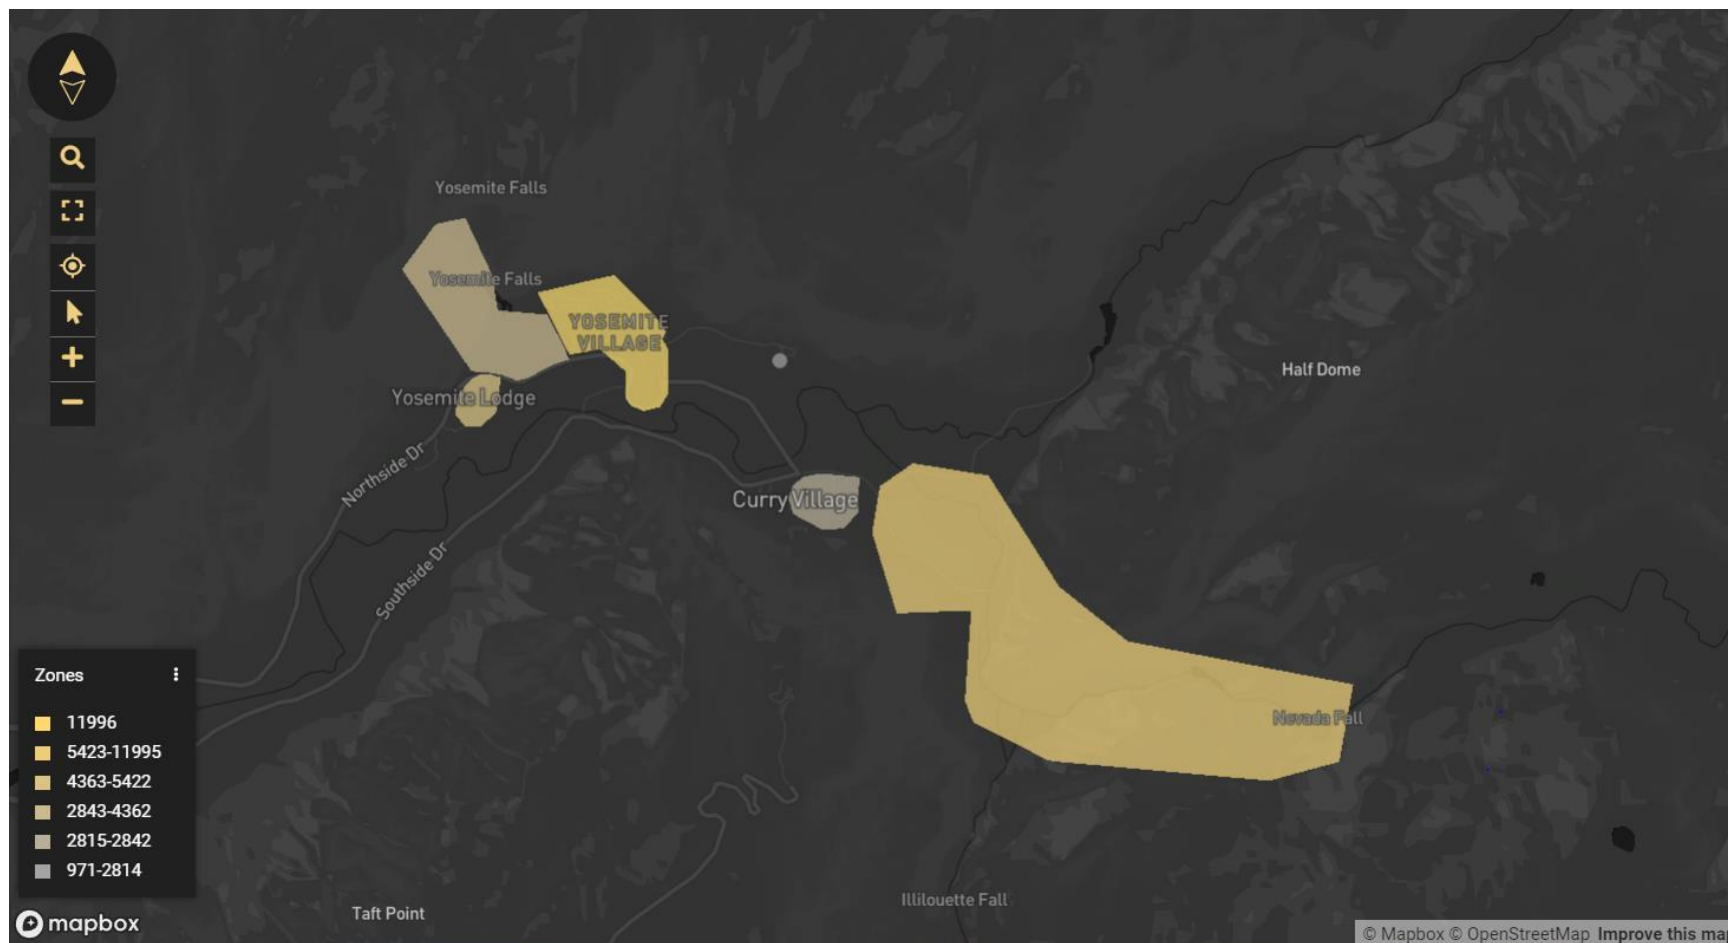 Yosemite Falls
Yosemite Falls
YOSEMITE
VILLAGE
Half Dome
Yosemite Lodge
Northside Dr
Curry Village
Southside Dr
Zones
11996
5423-11995
4363-5422
2843-4362
2815-2842
971-2814
Nevada Fall
Illilouette Fall
Taft Point
mapbox
© Mapbox © OpenStreetMap Improve this ma